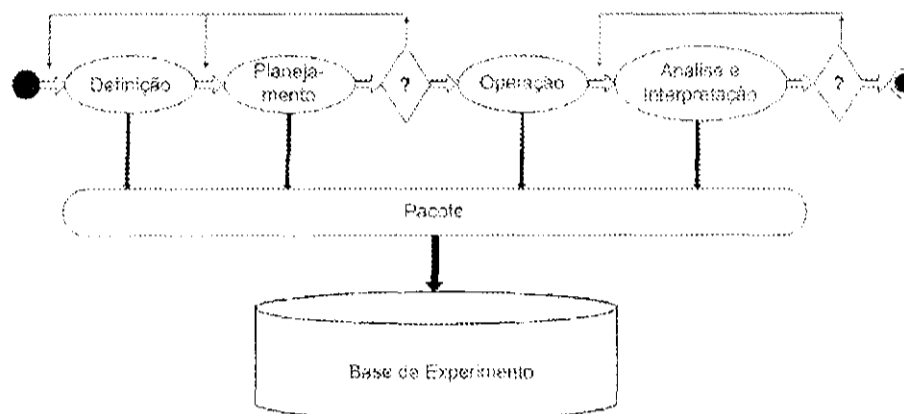 Definição
Planeja-
mento
?
Operação
Análise e
Interpretação
?
Pacote
Base de Experimento